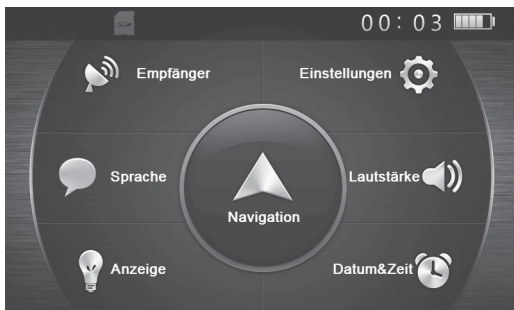 00:03
Empfänger
Einstellungen
Sprache
Lautstärke
Navigation
Anzeige
Datum&Zeit